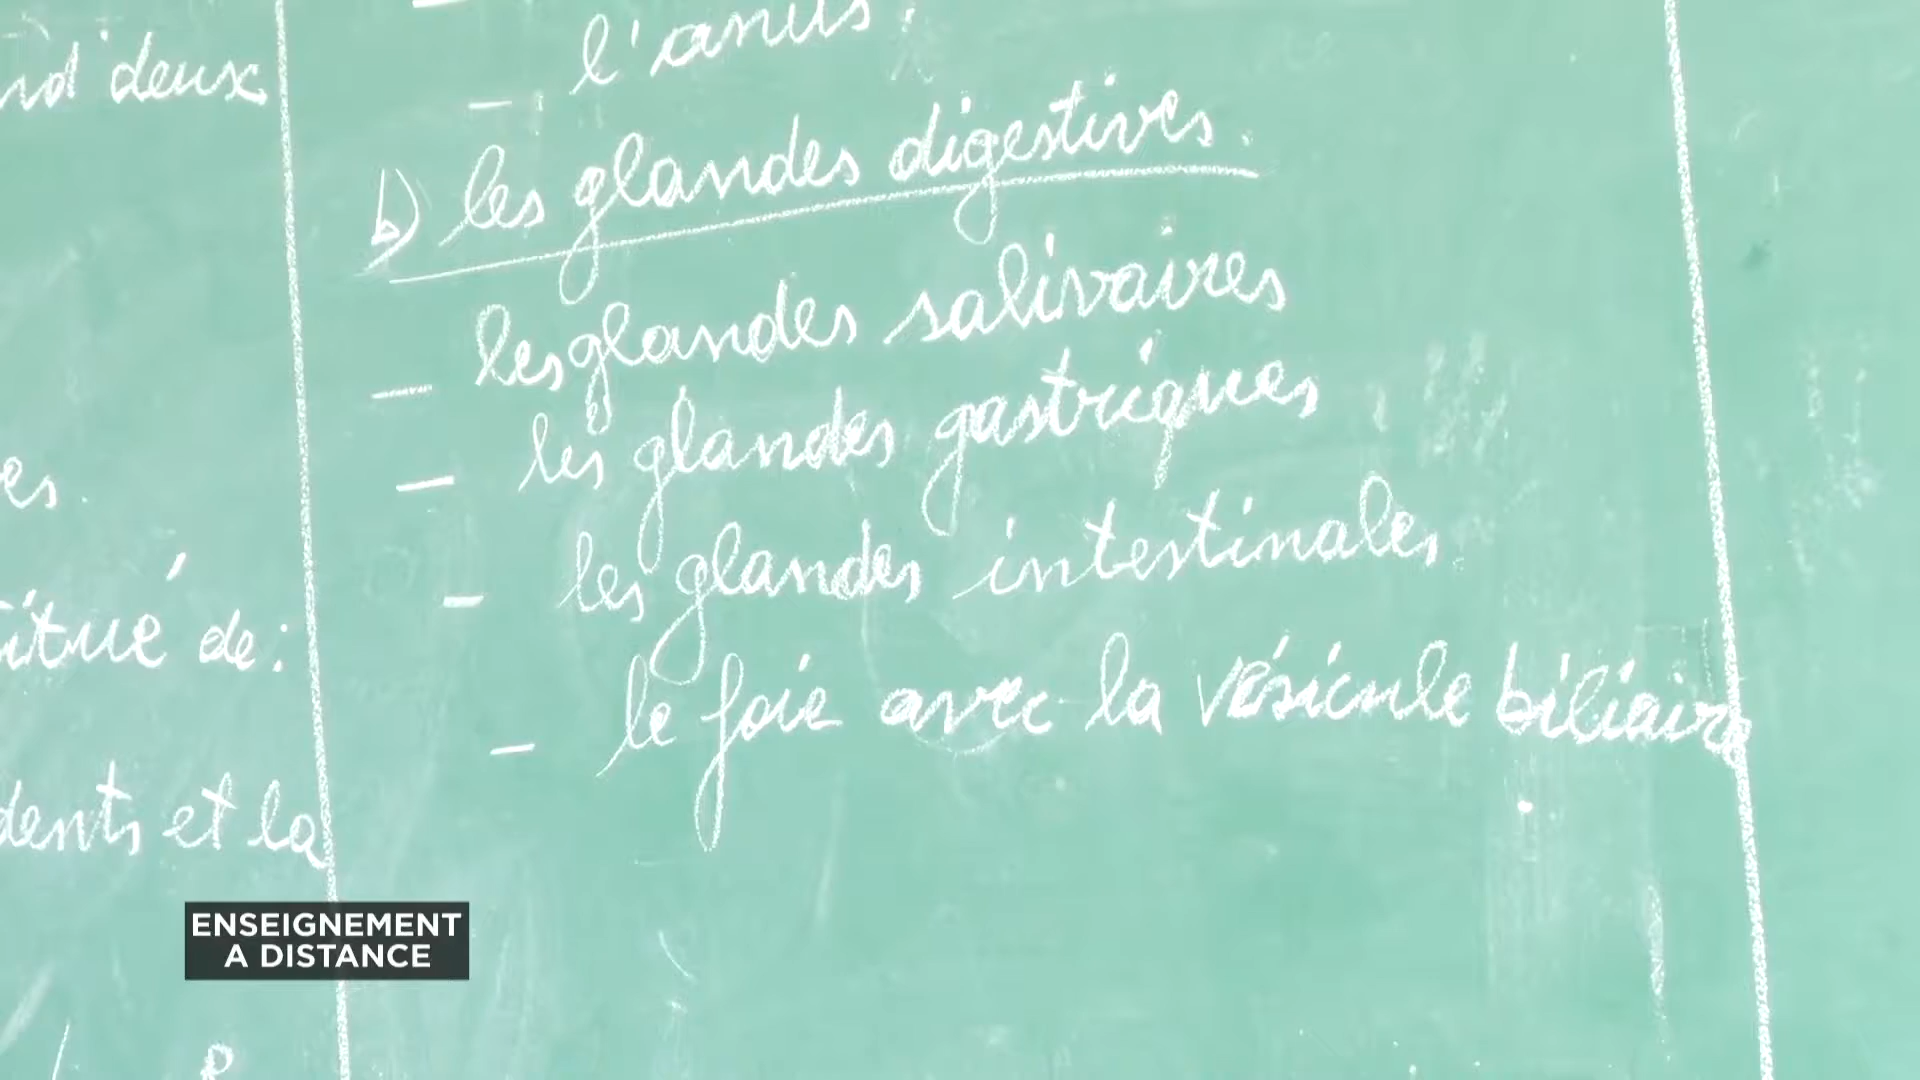 nd deux
es.
itué de:
dents et la
- l'anus.
b) les glandes digestives.
- les glandes salivaires
- les glandes gastriques
- les glandes intestinales
- le foie avec la vésicule biliaire
ENSEIGNEMENT
A DISTANCE